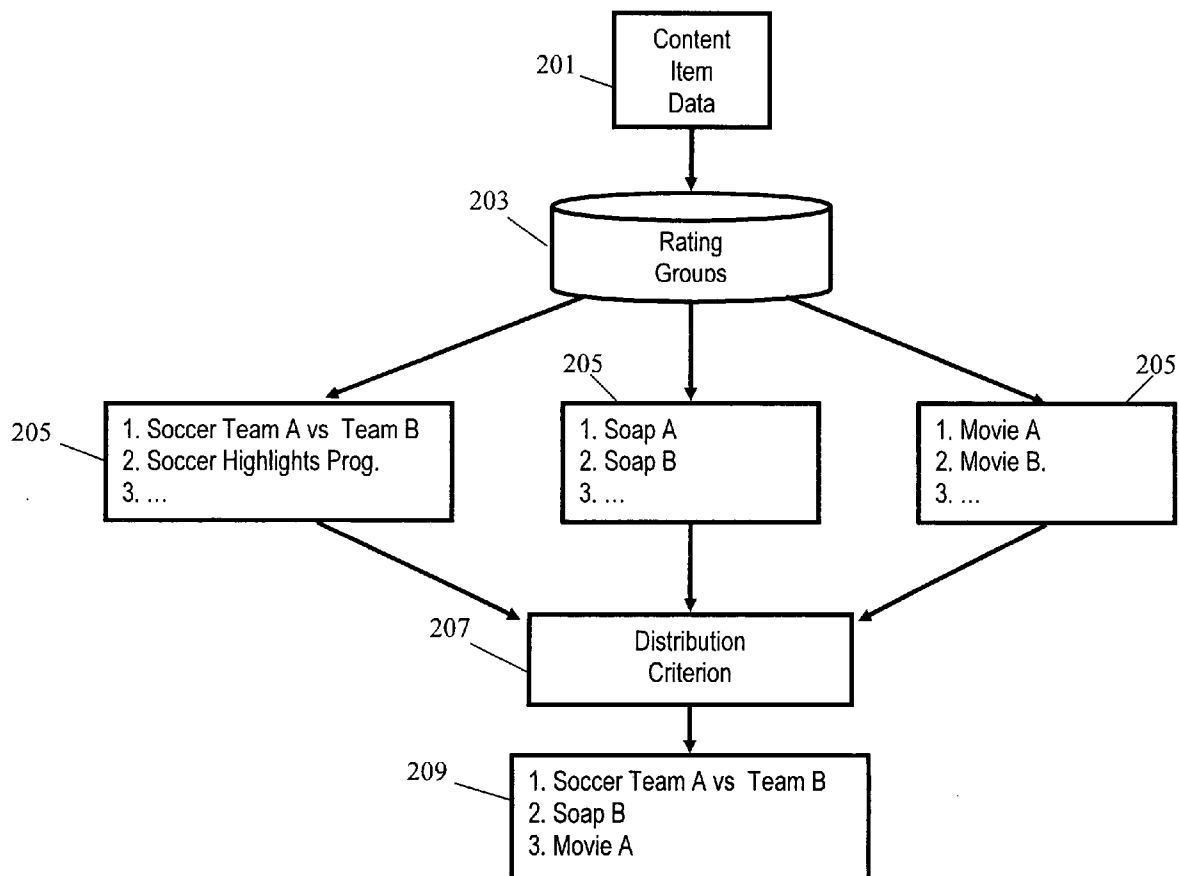 Content
Item
Data
201
203
Rating
Groups
205
205
205
1. Soccer Team A vs Team B
2. Soccer Highlights Prog.
3. ...
1. Soap A
2. Soap B
3. ...
1. Movie A
2. Movie B.
3. ...
207
Distribution
Criterion
209
1. Soccer Team A vs Team B
2. Soap B
3. Movie A